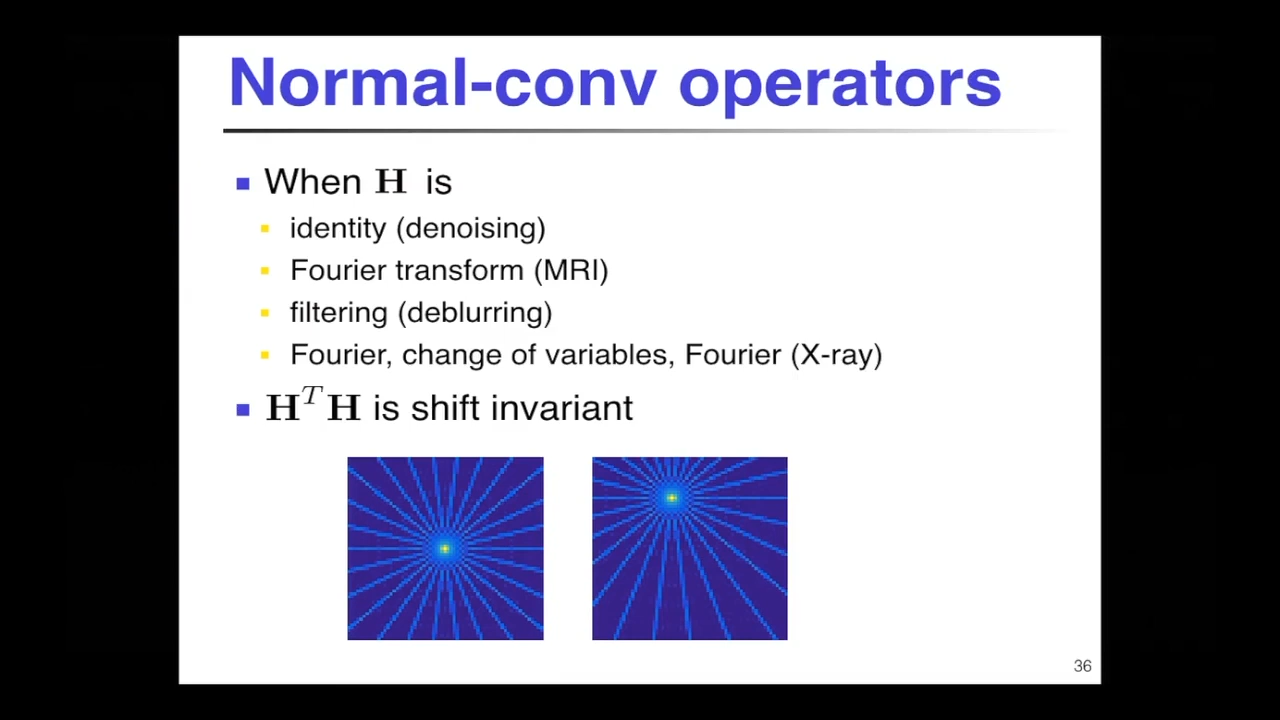 Normal-conv operators
When H is
identity (denoising)
Fourier transform (MRI)
filtering (deblurring)
Fourier, change of variables, Fourier (X-ray)
H^T H is shift invariant
36